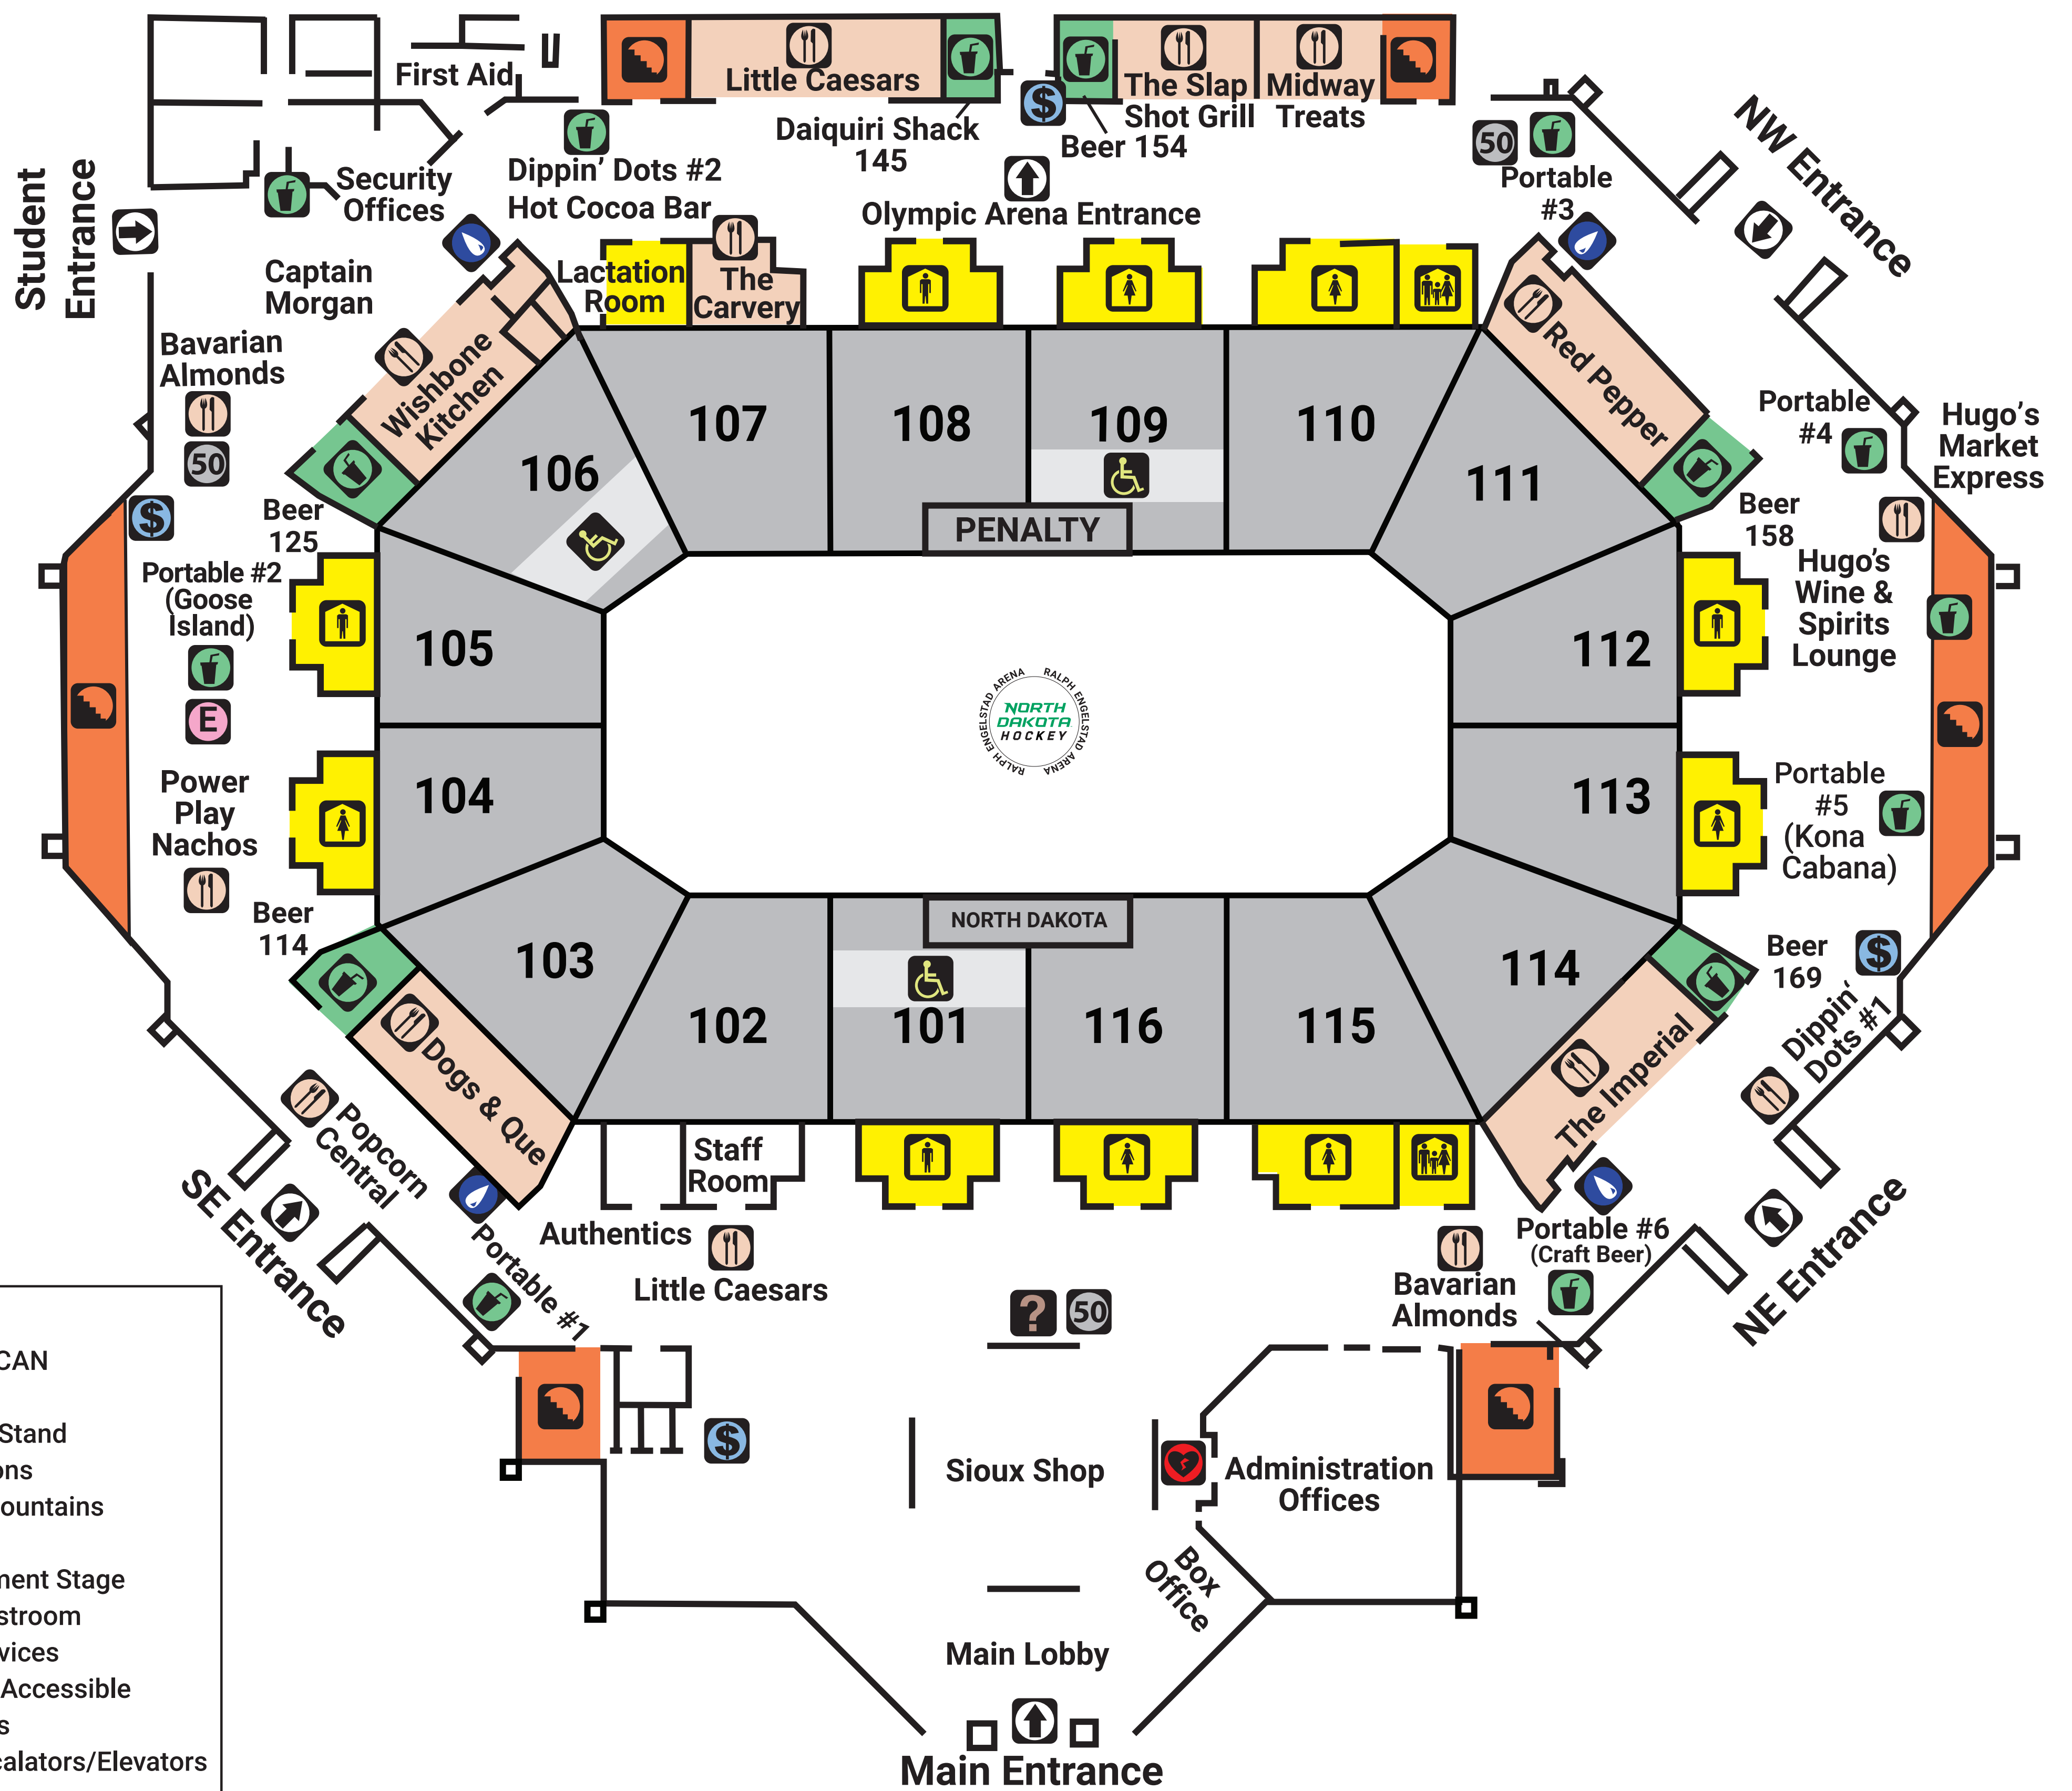 First Aid
Little Caesars
The Slap
Shot Grill
Midway
Treats
Daiquiri Shack
145
$
Beer 154
50
Portable
#3
NW Entrance
Student
Entrance
Security
Offices
Dippin' Dots #2
Hot Cocoa Bar
Olympic Arena Entrance
Captain
Morgan
Lactation
Room
The
Carvery
Bavarian
Almonds
50
Wishbone
Kitchen
Red Pepper
Portable
#4
Hugo's
Market
Express
106
107
108
109
110
111
PENALTY
$
Beer
125
Beer
158
Portable #2
(Goose
Island)
E
105
112
Hugo's
Wine &
Spirits
Lounge
RALPH ENGELSTAD ARENA
RALPH ENGELSTAD ARENA
NORTH
DAKOTA
HOCKEY
Power
Play
Nachos
104
113
Portable
#5
(Kona
Cabana)
Beer
114
NORTH DAKOTA
103
102
101
116
115
114
Beer
169
$
Dippin'
Dots #1
Dogs & Que
The Imperial
Popcorn
Central
SE Entrance
Staff
Room
Authentics
Little Caesars
Portable #1
?
50
Bavarian
Almonds
Portable #6
(Craft Beer)
NE Entrance
$
Sioux Shop
Administration
Offices
Box
Office
Main Lobby
Main Entrance
CAN
Stand
ons
ountains
ment Stage
stroom
vices
Accessible
s
calators/Elevators